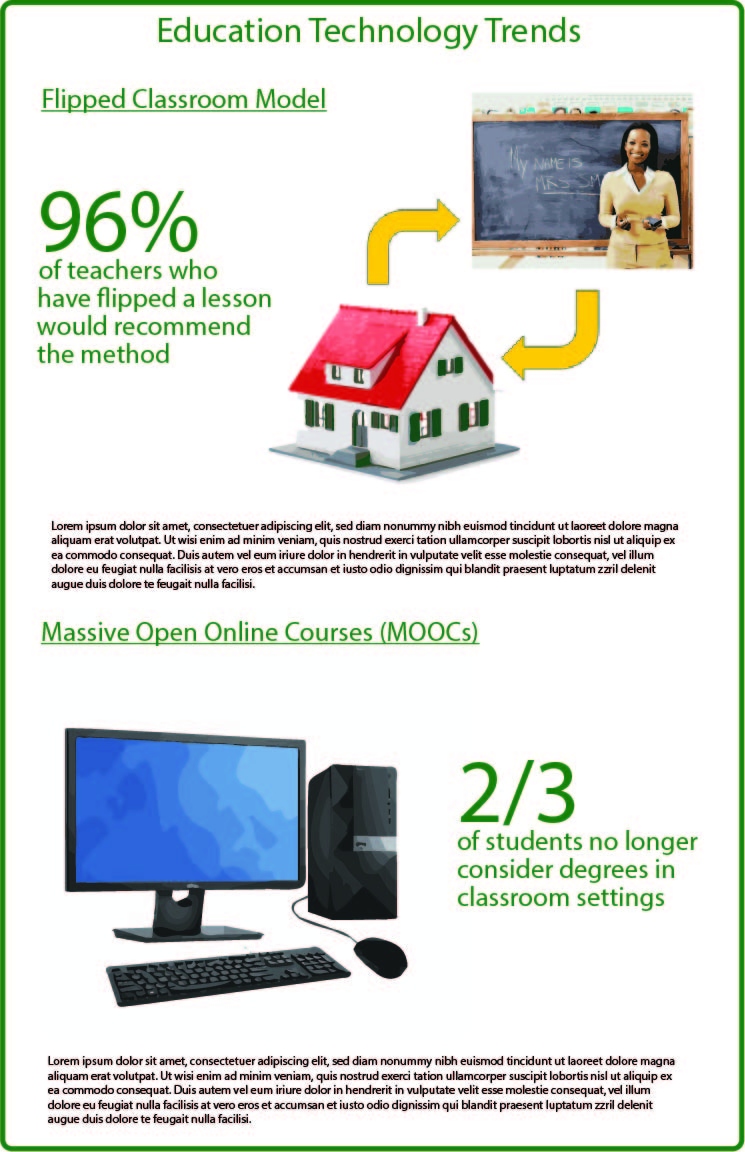 Education Technology Trends
Flipped Classroom Model
My NAME IS
MRS SM
96%
of teachers who
have flipped a lesson
would recommend
the method
Lorem ipsum dolor sit amet, consectetuer adipiscing elit, sed diam nonummy nibh euismod tincidunt ut laoreet dolore magna
aliquam erat volutpat. Ut wisi enim ad minim veniam, quis nostrud exerci tation ullamcorper suscipit lobortis nisl ut aliquip ex
ea commodo consequat. Duis autem vel eum iriure dolor in hendrerit in vulputate velit esse molestie consequat, vel illum
dolore eu feugiat nulla facilisis at vero eros et accumsan et iusto odio dignissim qui blandit praesent luptatum zzril delenit
augue duis dolore te feugait nulla facilisi.
Massive Open Online Courses (MOOCs)
2/3
of students no longer
consider degrees in
classroom settings
Lorem ipsum dolor sit amet, consectetuer adipiscing elit, sed diam nonummy nibh euismod tincidunt ut laoreet dolore magna
aliquam erat volutpat. Ut wisi enim ad minim veniam, quis nostrud exerci tation ullamcorper suscipit lobortis nisl ut aliquip ex
ea commodo consequat. Duis autem vel eum iriure dolor in hendrerit in vulputate velit esse molestie consequat, vel illum
dolore eu feugiat nulla facilisis at vero eros et accumsan et iusto odio dignissim qui blandit praesent luptatum zzril delenit
augue duis dolore te feugait nulla facilisi.